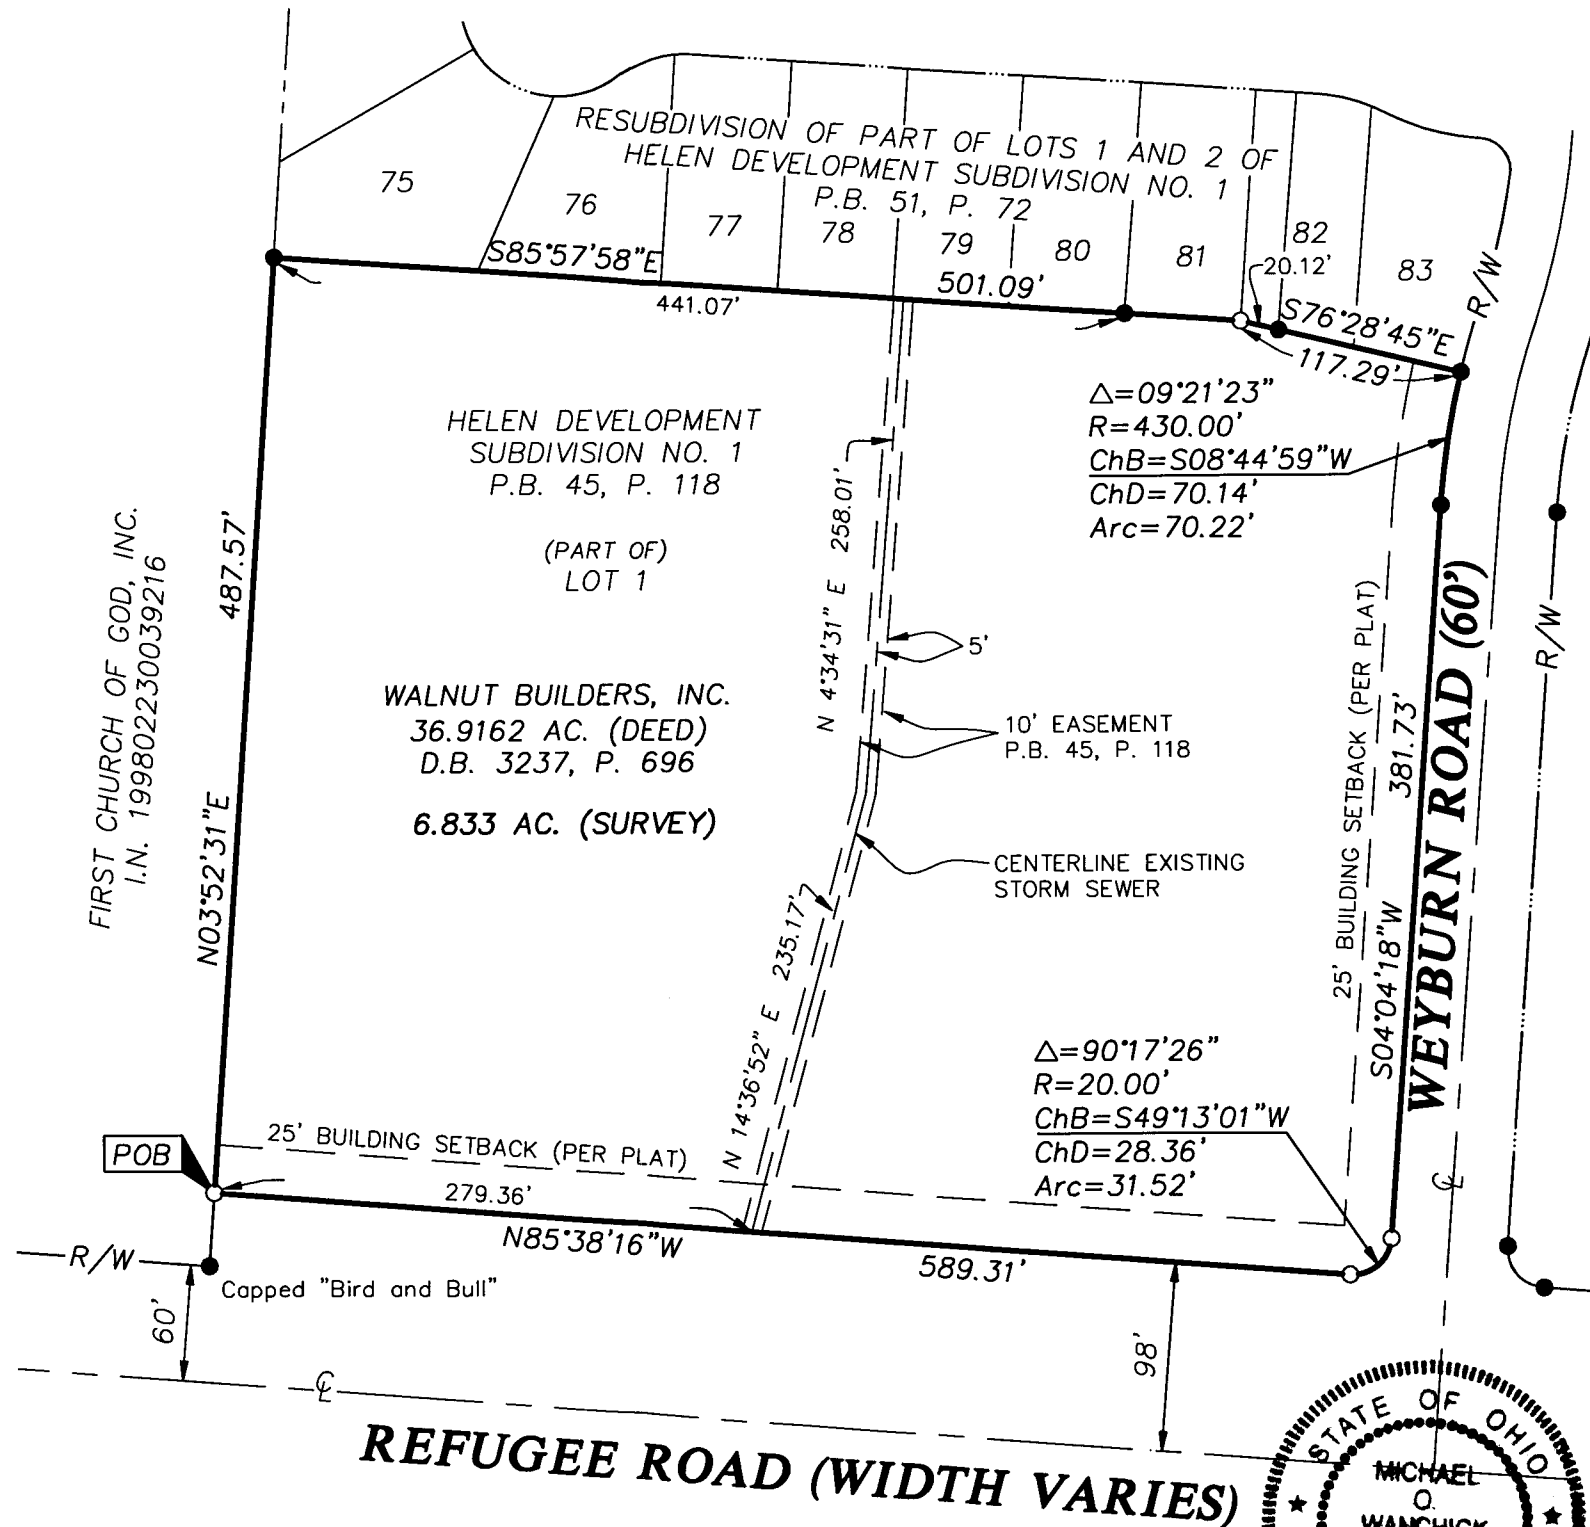 RESUBDIVISION OF PART OF LOTS 1 AND 2 OF
HELEN DEVELOPMENT SUBDIVISION NO. 1
P.B. 51, P. 72
75
76
77
78
79
80
81
82
83
S85°57'58"E
441.07'
501.09'
20.12'
S76°28'45"E
117.29'
R/W
△=09°21'23"
R=430.00'
ChB=S08°44'59"W
ChD=70.14'
Arc=70.22'
HELEN DEVELOPMENT
SUBDIVISION NO. 1
P.B. 45, P. 118
(PART OF)
LOT 1
WALNUT BUILDERS, INC.
36.9162 AC. (DEED)
D.B. 3237, P. 696
6.833 AC. (SURVEY)
FIRST CHURCH OF GOD, INC.
I.N. 199802230039216
N03°52'31"E
487.57'
N 4°34'31" E 258.01'
5'
10' EASEMENT
P.B. 45, P. 118
CENTERLINE EXISTING
STORM SEWER
N 14°36'52" E 235.17'
25' BUILDING SETBACK (PER PLAT)
S04°04'18"W
381.73'
WEYBURN ROAD (60')
R/W
△=90°17'26"
R=20.00'
ChB=S49°13'01"W
ChD=28.36'
Arc=31.52'
℄
POB
25' BUILDING SETBACK (PER PLAT)
279.36'
N85°38'16"W
589.31'
R/W
Capped "Bird and Bull"
60'
98'
℄
REFUGEE ROAD (WIDTH VARIES)
STATE OF OHIO
MICHAEL
O.
WANCHICK